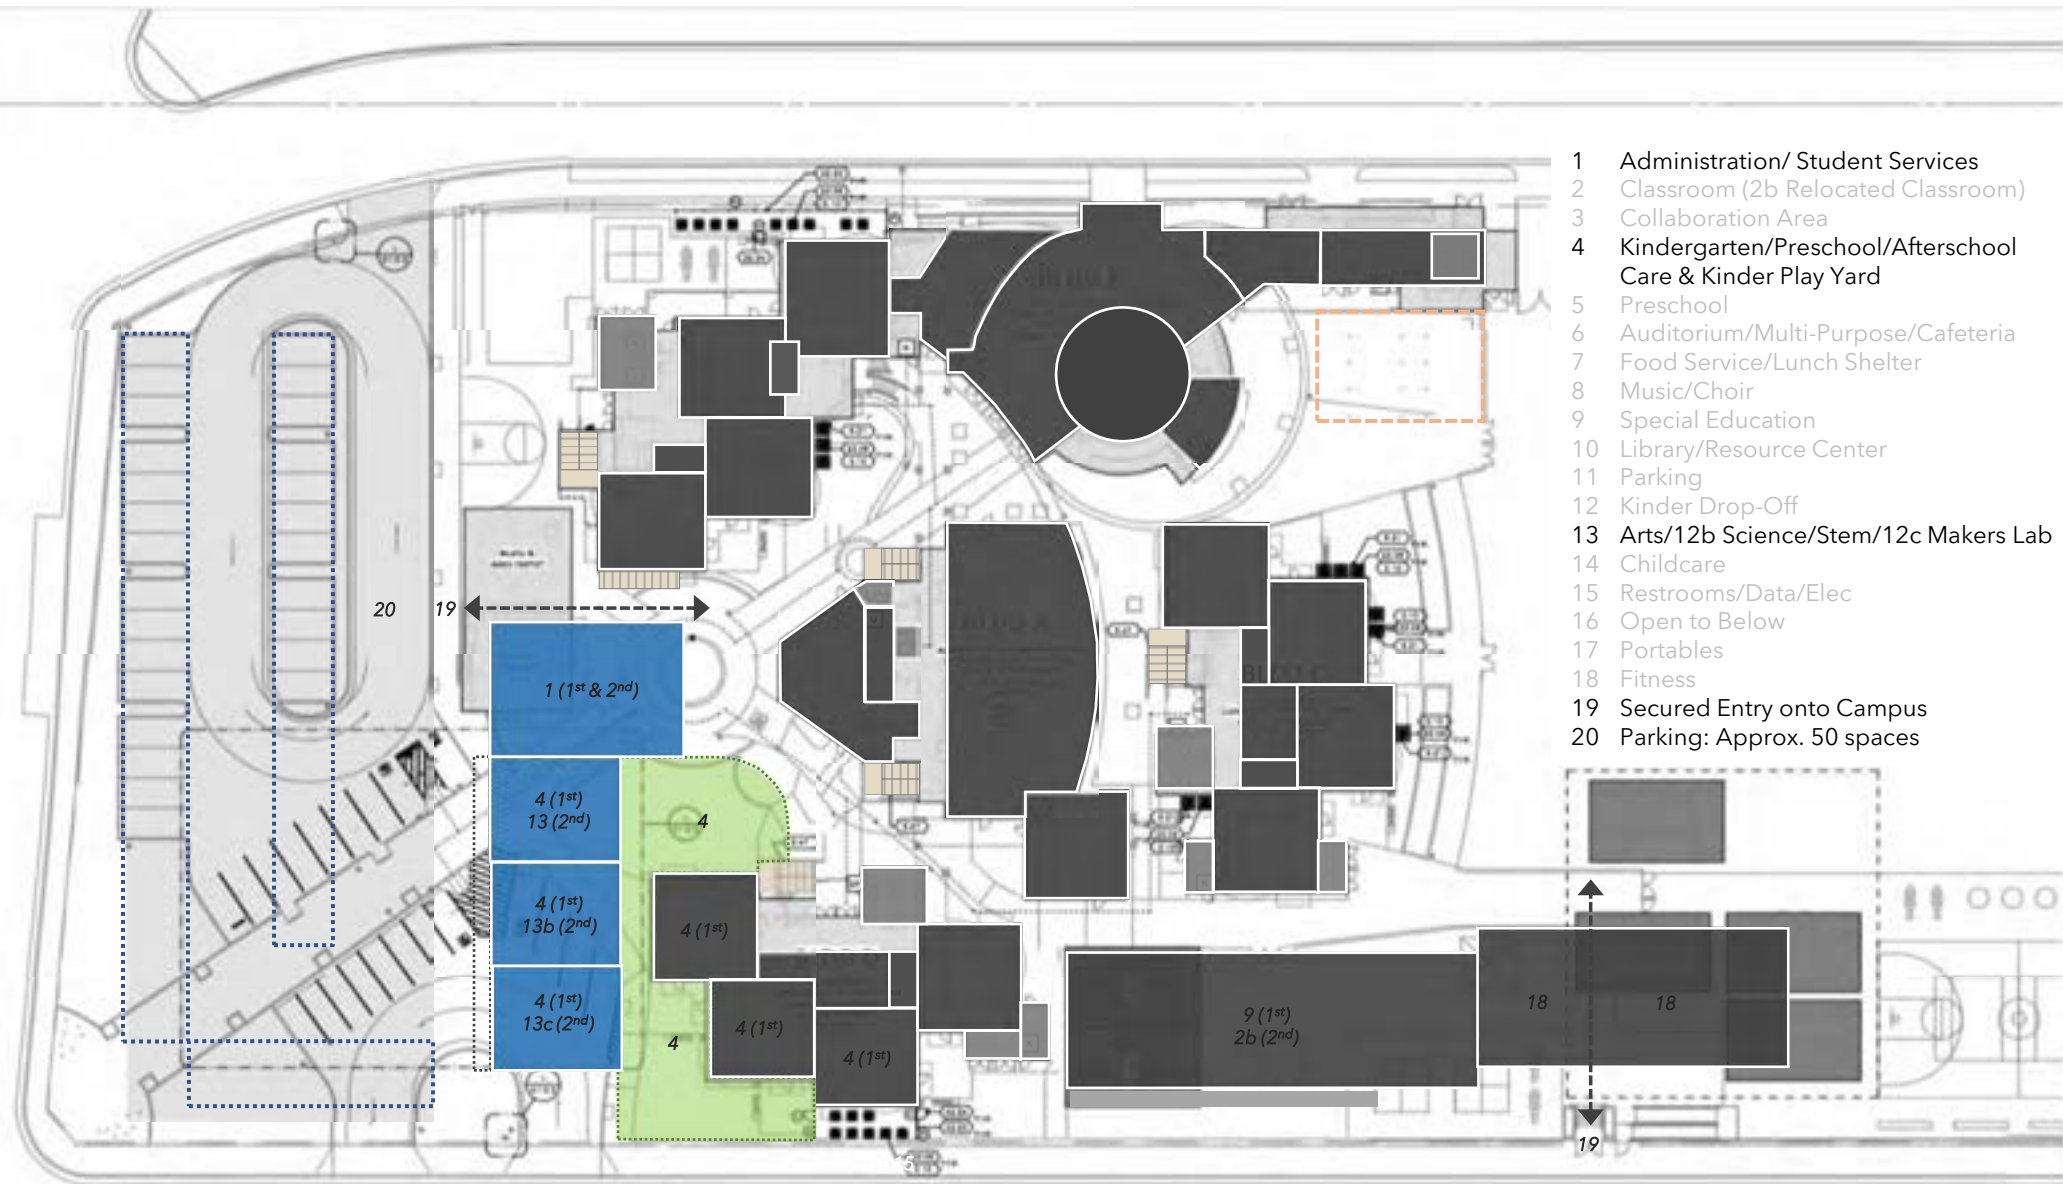 1 Administration/ Student Services
2 Classroom (2b Relocated Classroom)
3 Collaboration Area
4 Kindergarten/Preschool/Afterschool
Care & Kinder Play Yard
5 Preschool
6 Auditorium/Multi-Purpose/Cafeteria
7 Food Service/Lunch Shelter
8 Music/Choir
9 Special Education
10 Library/Resource Center
11 Parking
12 Kinder Drop-Off
13 Arts/12b Science/Stem/12c Makers Lab
14 Childcare
15 Restrooms/Data/Elec
16 Open to Below
17 Portables
18 Fitness
19 Secured Entry onto Campus
20 Parking: Approx. 50 spaces
20
19
1 (1st & 2nd)
4 (1st)
13 (2nd)
4
4 (1st)
13b (2nd)
4 (1st)
4 (1st)
13c (2nd)
4
4 (1st)
4 (1st)
9 (1st)
2b (2nd)
18
18
19
15
BLDG A
BLDG C